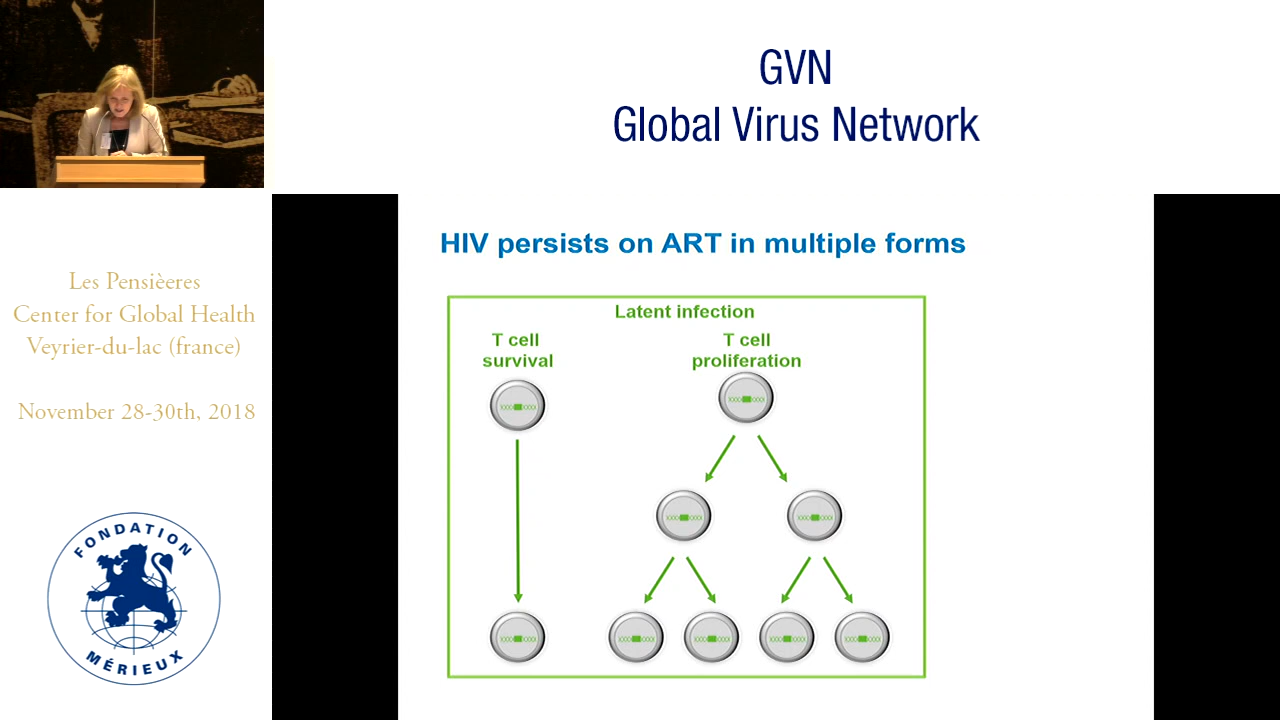 GVN
Global Virus Network
Les Pensièeres
Center for Global Health
Veyrier-du-lac (france)
November 28-30th, 2018
FONDATION
MÉRIEUX
HIV persists on ART in multiple forms
Latent infection
T cell
survival
T cell
proliferation